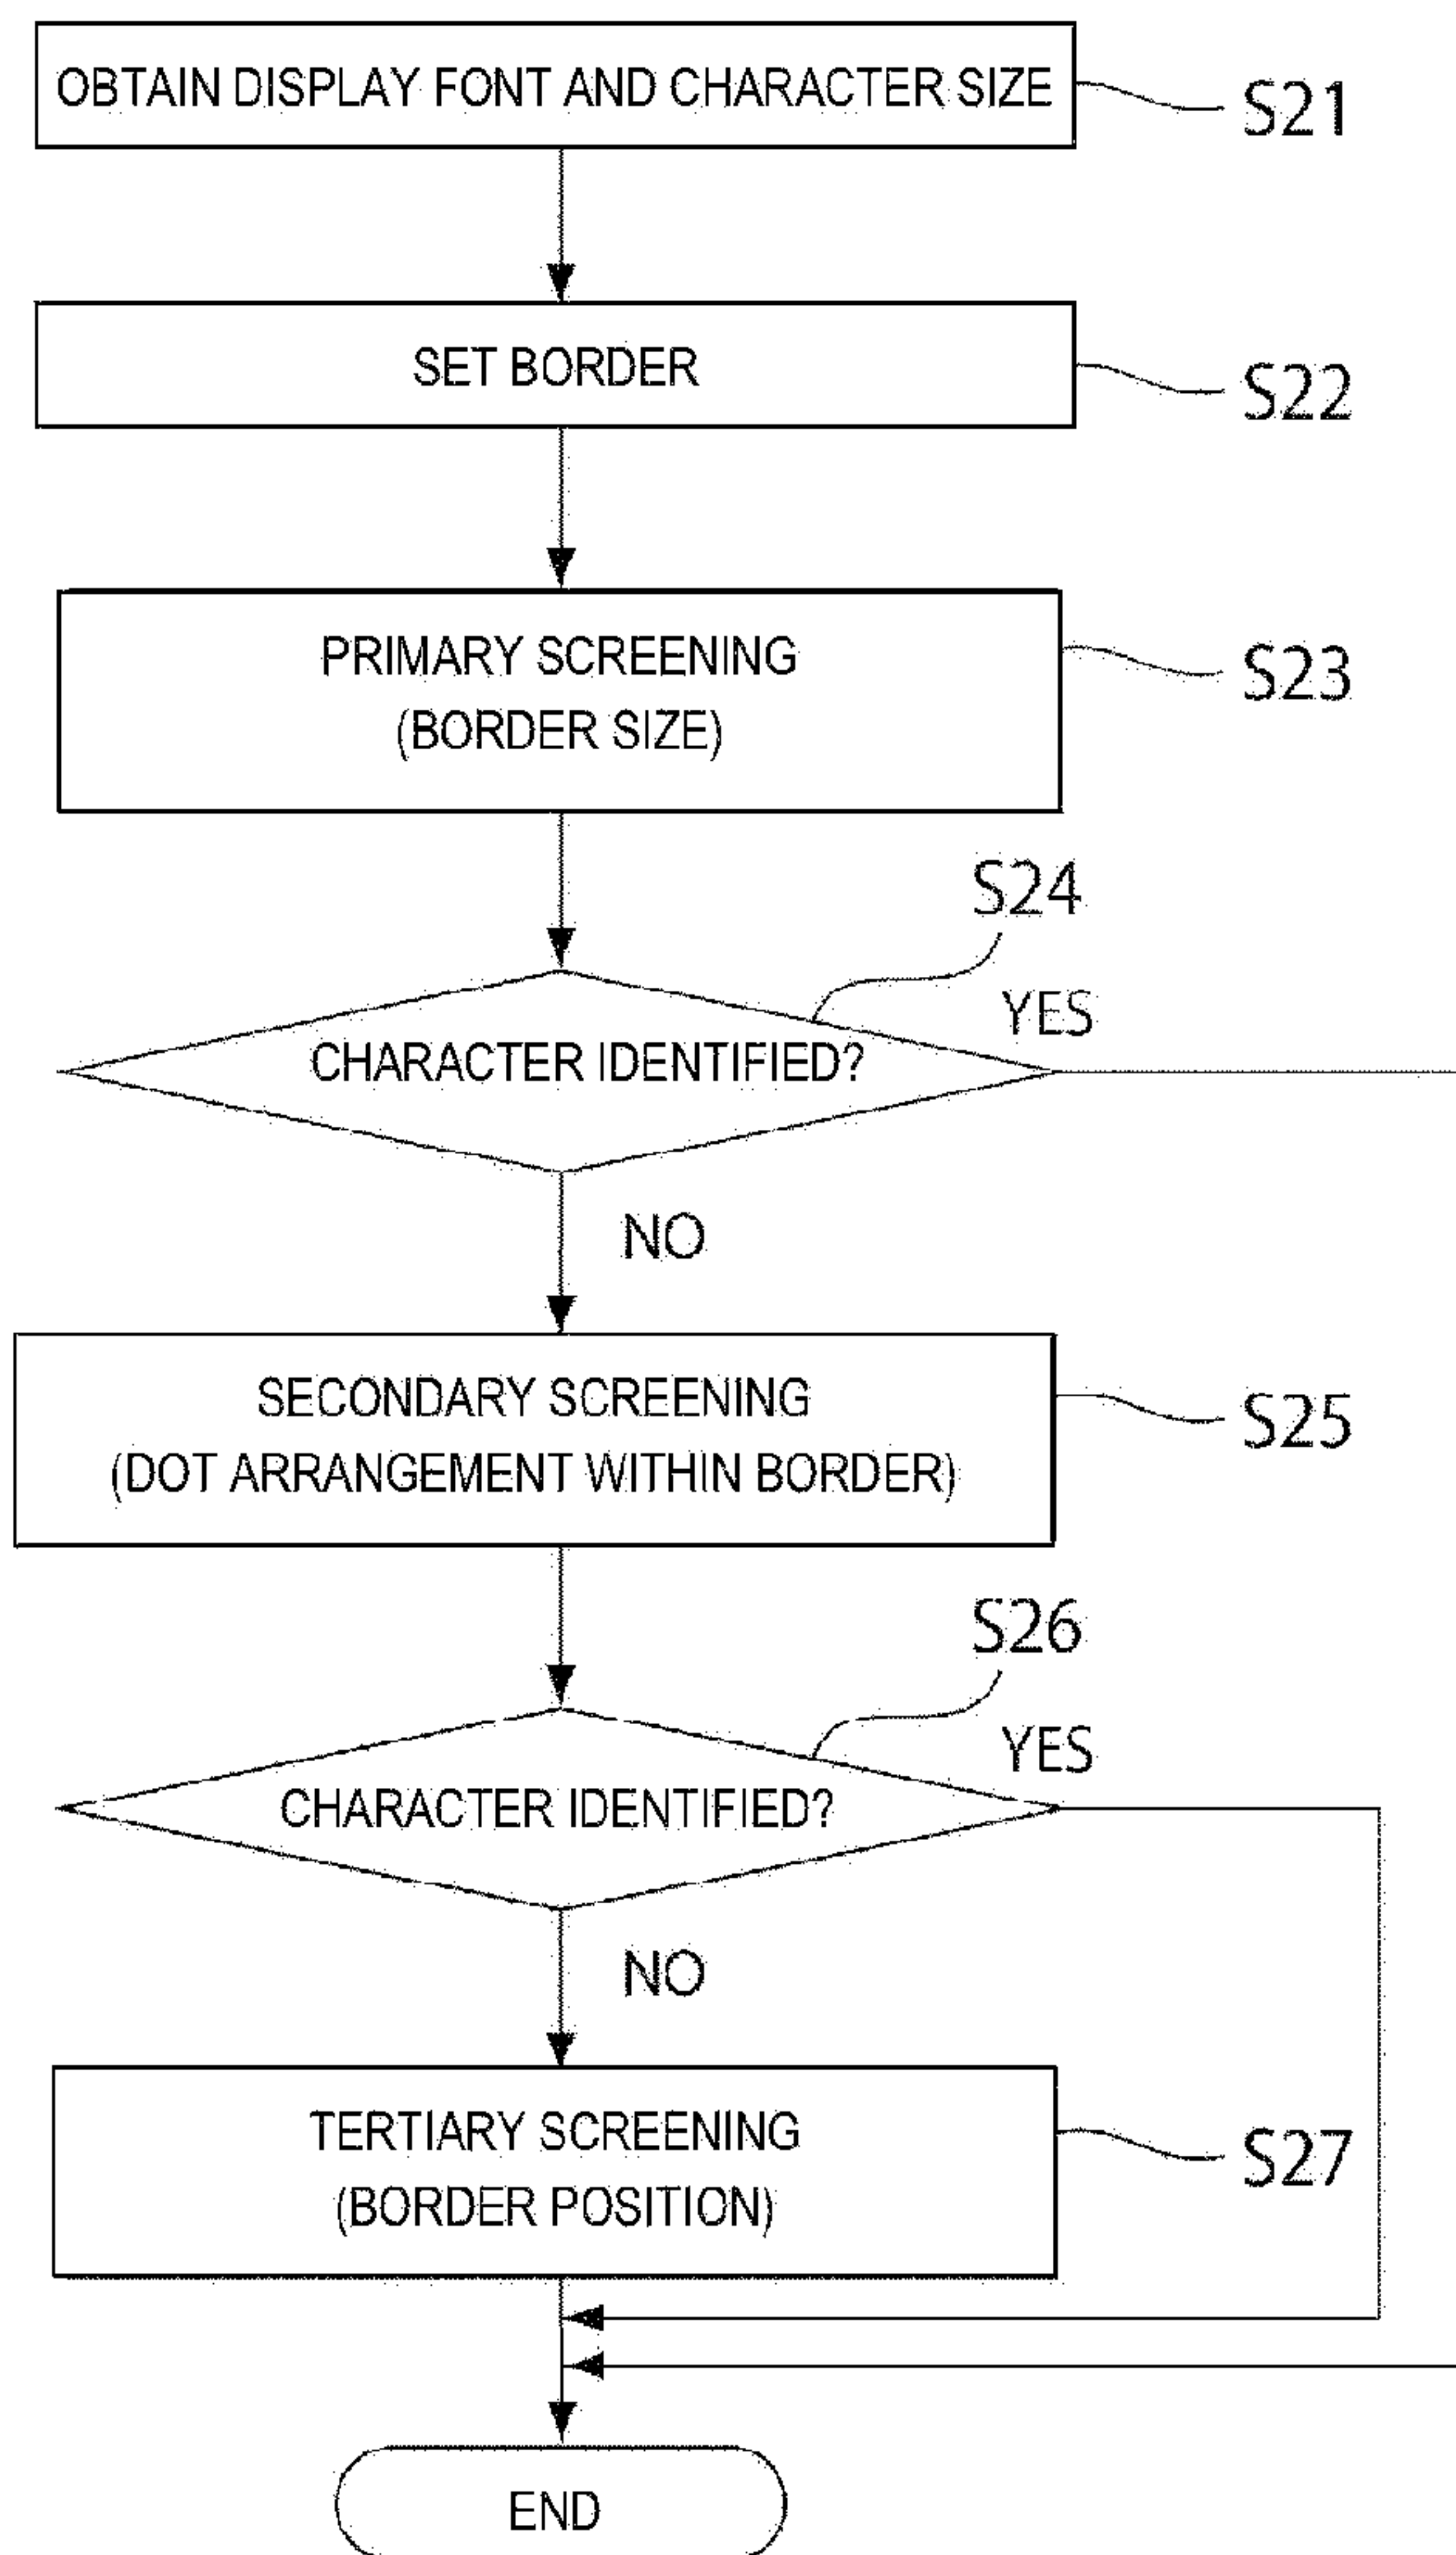 OBTAIN DISPLAY FONT AND CHARACTER SIZE
S21
SET BORDER
S22
PRIMARY SCREENING
(BORDER SIZE)
S23
S24
CHARACTER IDENTIFIED?
YES
NO
SECONDARY SCREENING
(DOT ARRANGEMENT WITHIN BORDER)
S25
S26
CHARACTER IDENTIFIED?
YES
NO
TERTIARY SCREENING
(BORDER POSITION)
S27
END